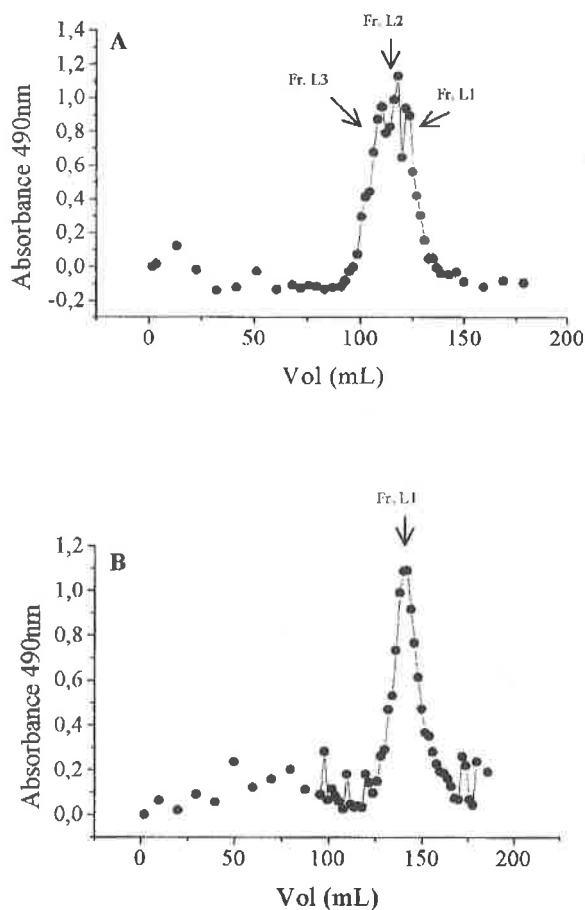 Fr. L2
A
Fr. L3
Fr. L1
Absorbance 490nm
1,4
1,2
1,0
0,8
0,6
0,4
0,2
0,0
-0,2
0 50 100 150 200
Vol (mL)
Fr. L1
B
Absorbance 490nm
1,2
1,0
0,8
0,6
0,4
0,2
0,0
0 50 100 150 200
Vol (mL)